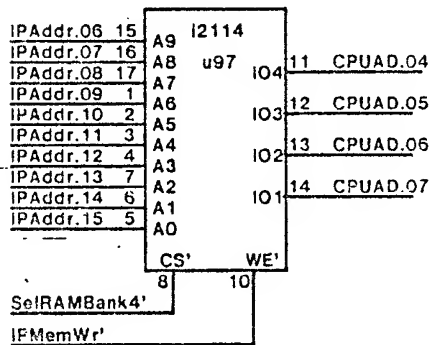 IPAddr.06 15 A9 i2114
IPAddr.07 16 A8 u97 IO4 11 CPUAD.04
IPAddr.08 17 A7
IPAddr.09 1 A6 IO3 12 CPUAD.05
IPAddr.10 2 A5
IPAddr.11 3 A4 IO2 13 CPUAD.06
IPAddr.12 4 A3
IPAddr.13 7 A2 IO1 14 CPUAD.07
IPAddr.14 6 A1
IPAddr.15 5 A0
CS' WE'
8 10
SelRAMBank4'
IPMemWr'